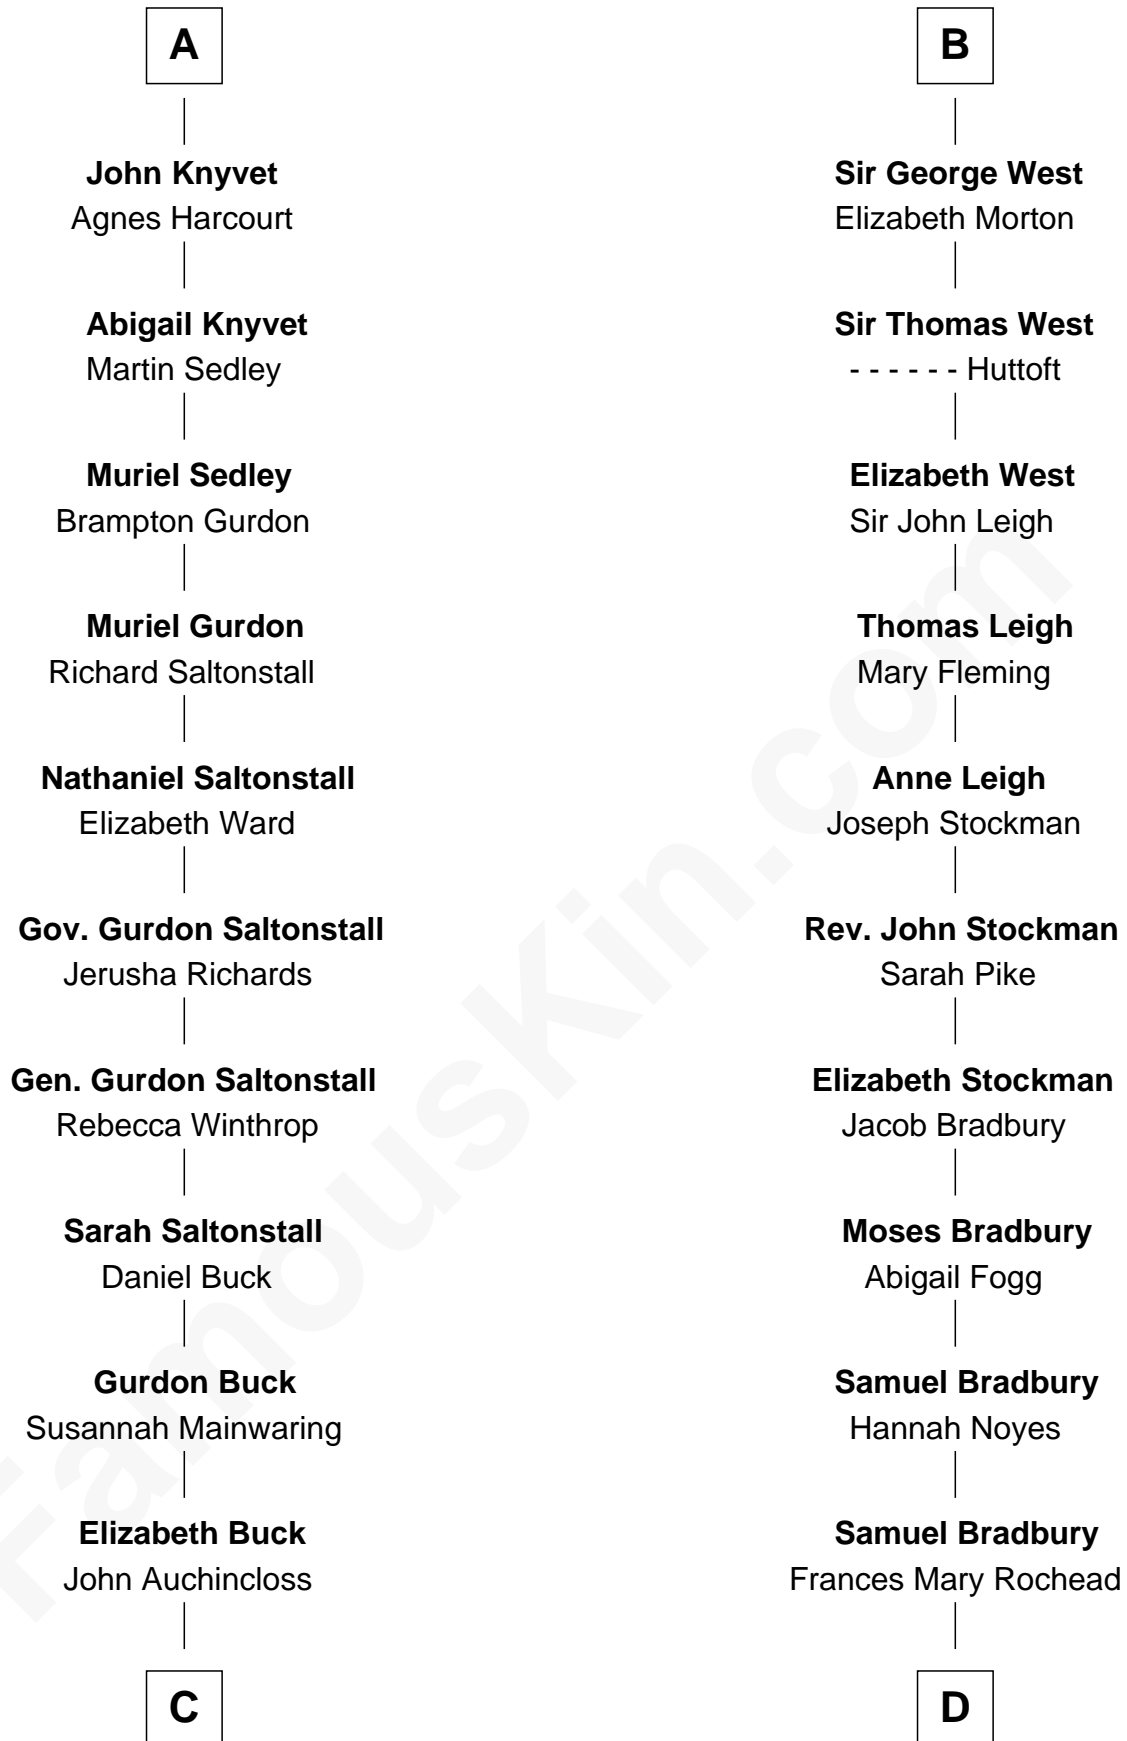 A
John Knyvet
Agnes Harcourt
Abigail Knyvet
Martin Sedley
Muriel Sedley
Brampton Gurdon
Muriel Gurdon
Richard Saltonstall
Nathaniel Saltonstall
Elizabeth Ward
Gov. Gurdon Saltonstall
Jerusha Richards
Gen. Gurdon Saltonstall
Rebecca Winthrop
Sarah Saltonstall
Daniel Buck
Gurdon Buck
Susannah Mainwaring
Elizabeth Buck
John Auchincloss
C
B
Sir George West
Elizabeth Morton
Sir Thomas West
- - - - - - Huttoft
Elizabeth West
Sir John Leigh
Thomas Leigh
Mary Fleming
Anne Leigh
Joseph Stockman
Rev. John Stockman
Sarah Pike
Elizabeth Stockman
Jacob Bradbury
Moses Bradbury
Abigail Fogg
Samuel Bradbury
Hannah Noyes
Samuel Bradbury
Frances Mary Rochead
D
FamousKin.com